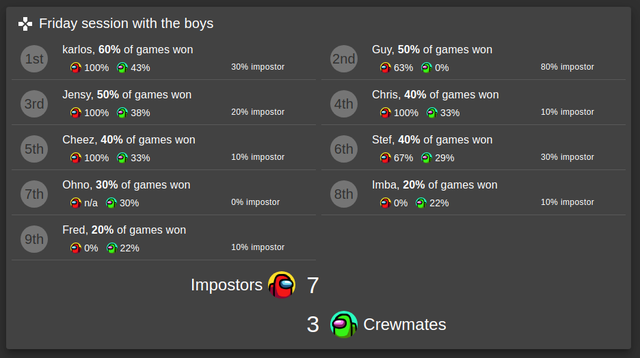 Friday session with the boys
1st
karlos, 60% of games won
100% 43% 30% impostor
2nd
Guy, 50% of games won
63% 0% 80% impostor
3rd
Jensy, 50% of games won
100% 38% 20% impostor
4th
Chris, 40% of games won
100% 33% 10% impostor
5th
Cheez, 40% of games won
100% 33% 10% impostor
6th
Stef, 40% of games won
67% 29% 30% impostor
7th
Ohno, 30% of games won
n/a 30% 0% impostor
8th
Imba, 20% of games won
0% 22% 10% impostor
9th
Fred, 20% of games won
0% 22% 10% impostor
Impostors 7
3 Crewmates